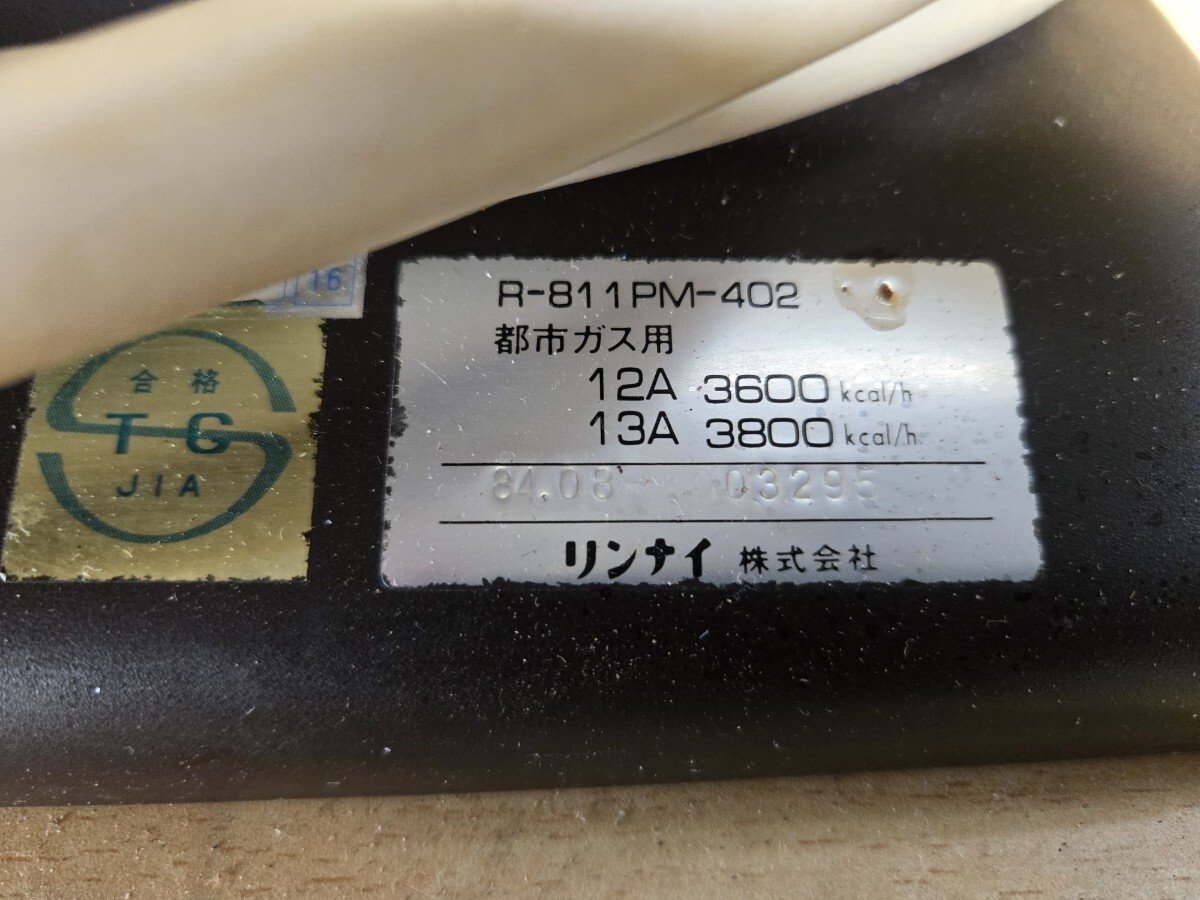 16
合格
TG
JIA
R-811PM-402
都市ガス用
12A 3600 kcal/h
13A 3800 kcal/h
84.08- 003295
リンナイ 株式会社